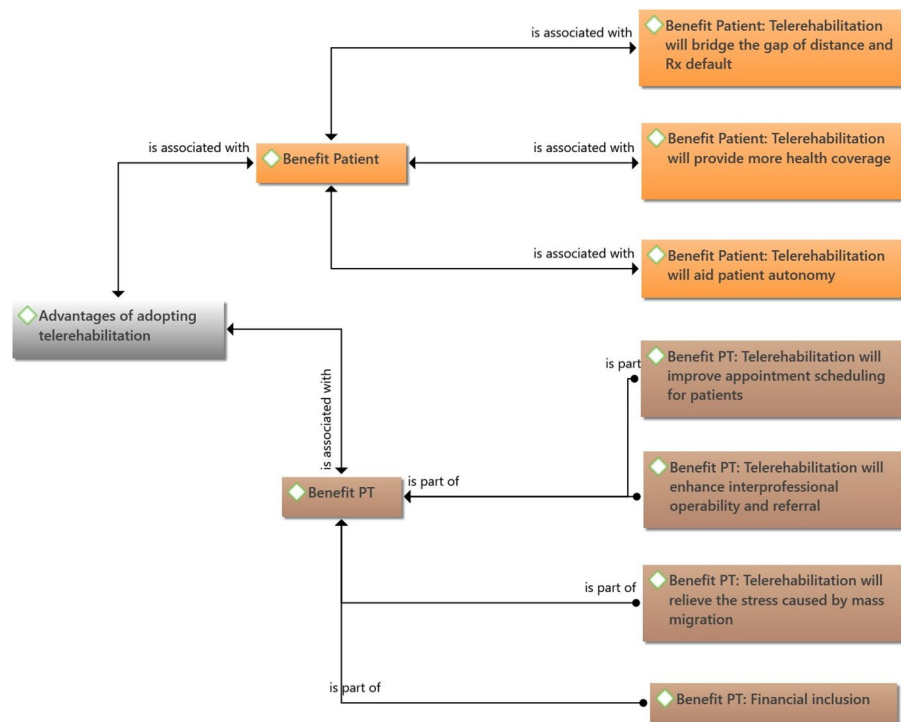 is associated with
Benefit Patient: Telerehabilitation
will bridge the gap of distance and
Rx default
is associated with
Benefit Patient
is associated with
Benefit Patient: Telerehabilitation
will provide more health coverage
is associated with
Benefit Patient: Telerehabilitation
will aid patient autonomy
Advantages of adopting
telerehabilitation
is associated with
Benefit PT
is part
Benefit PT: Telerehabilitation will
improve appointment scheduling
for patients
is part of
Benefit PT: Telerehabilitation will
enhance interprofessional
operability and referral
is part of
Benefit PT: Telerehabilitation will
relieve the stress caused by mass
migration
is part of
Benefit PT: Financial inclusion